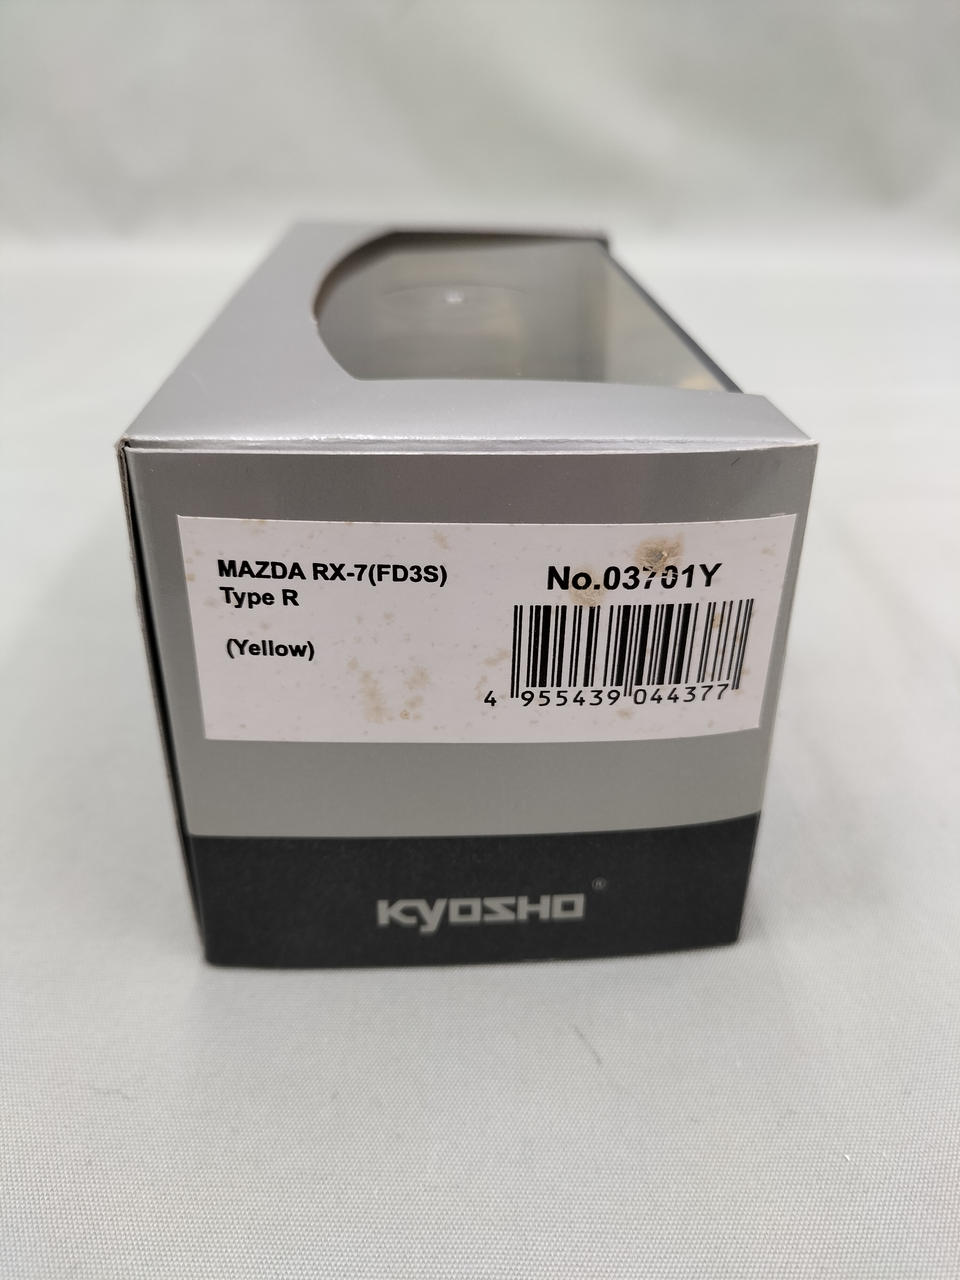 MAZDA RX-7(FD3S)
Type R
(Yellow)
No.03701Y
4 955439 044377
KYOSHO ®